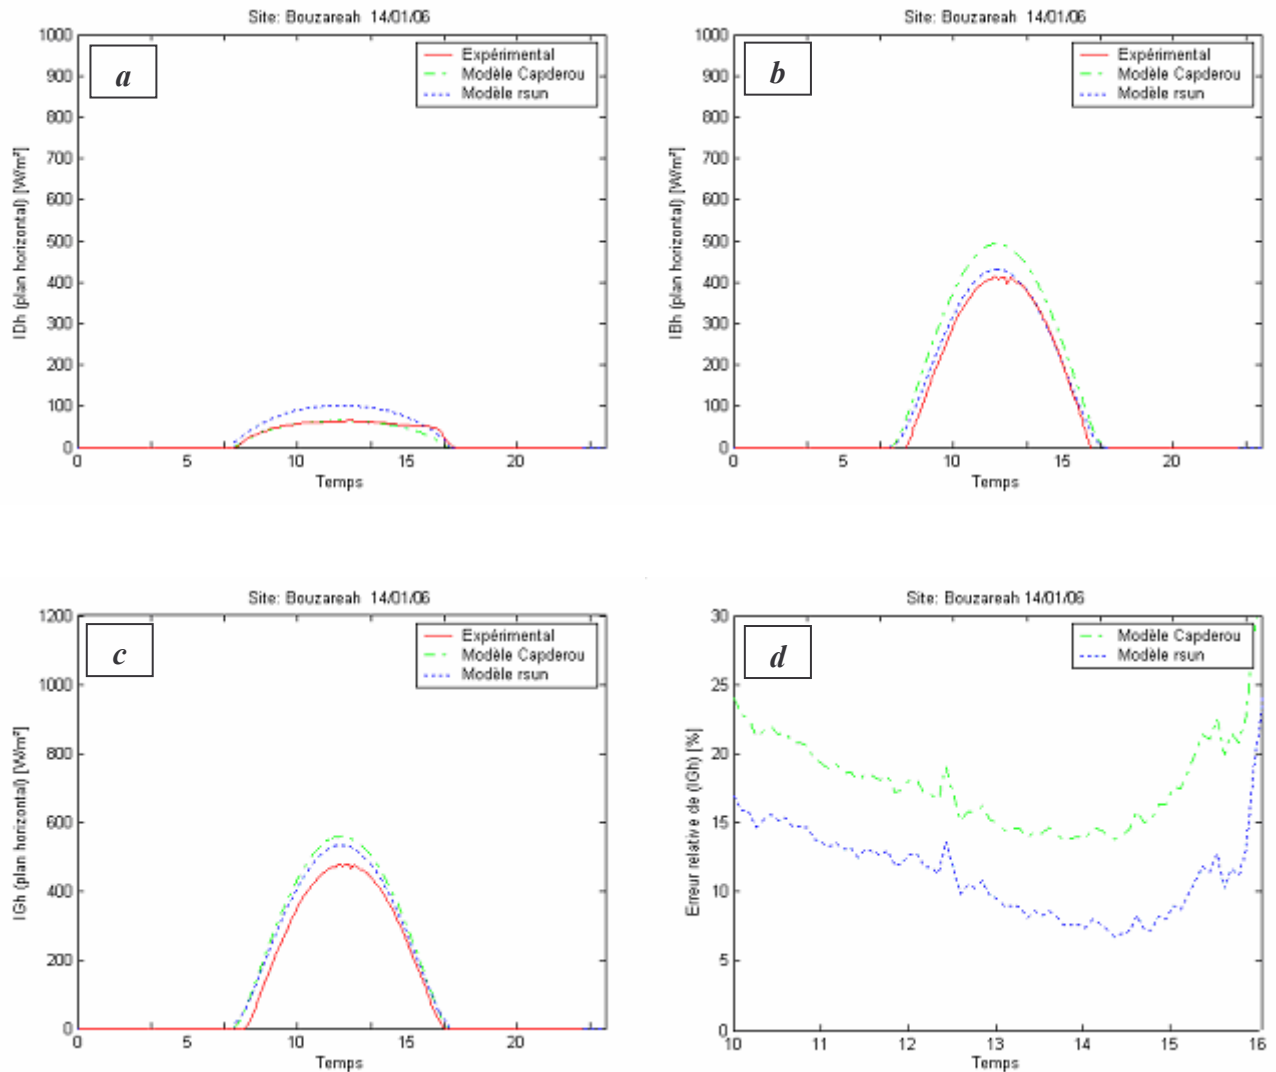 Site: Bouzareah 14/01/06
a
Expérimental
Modèle Capderou
Modèle rsun
1000
900
800
700
600
500
400
300
200
100
0
IDh (plan horizontal) [W/m²]
0 5 10 15 20
Temps
Site: Bouzareah 14/01/06
b
Expérimental
Modèle Capderou
Modèle rsun
1000
900
800
700
600
500
400
300
200
100
0
IBh (plan horizontal) [W/m²]
0 5 10 15 20
Temps
Site: Bouzareah 14/01/06
c
Expérimental
Modèle Capderou
Modèle rsun
1200
1000
800
600
400
200
0
IGh (plan horizontal) [W/m²]
0 5 10 15 20
Temps
Site: Bouzareah 14/01/06
d
Modèle Capderou
Modèle rsun
30
25
20
15
10
5
0
Erreur relative de (IGh) [%]
10 11 12 13 14 15 16
Temps